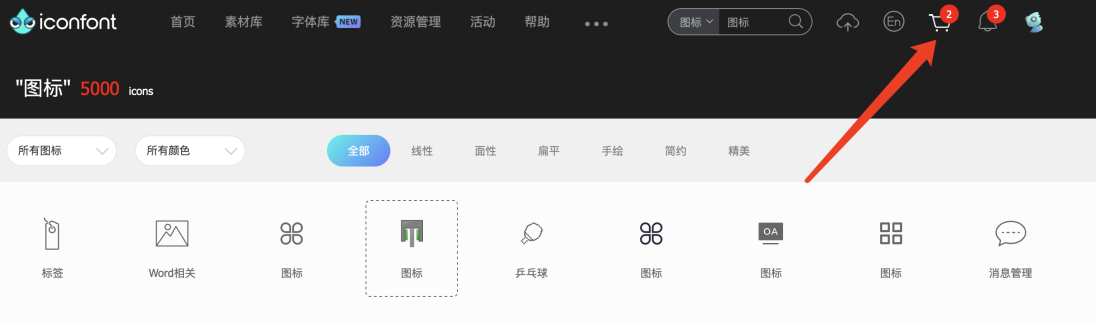 iconfont 首页 素材库 字体库 NEW 资源管理 活动 帮助 图标 图标 En 2 3
"图标" 5000 icons
所有图标 所有颜色 全部 线性 面性 扁平 手绘 简约 精美
OA
标签 Word相关 图标 图标 乒乓球 图标 图标 图标 消息管理